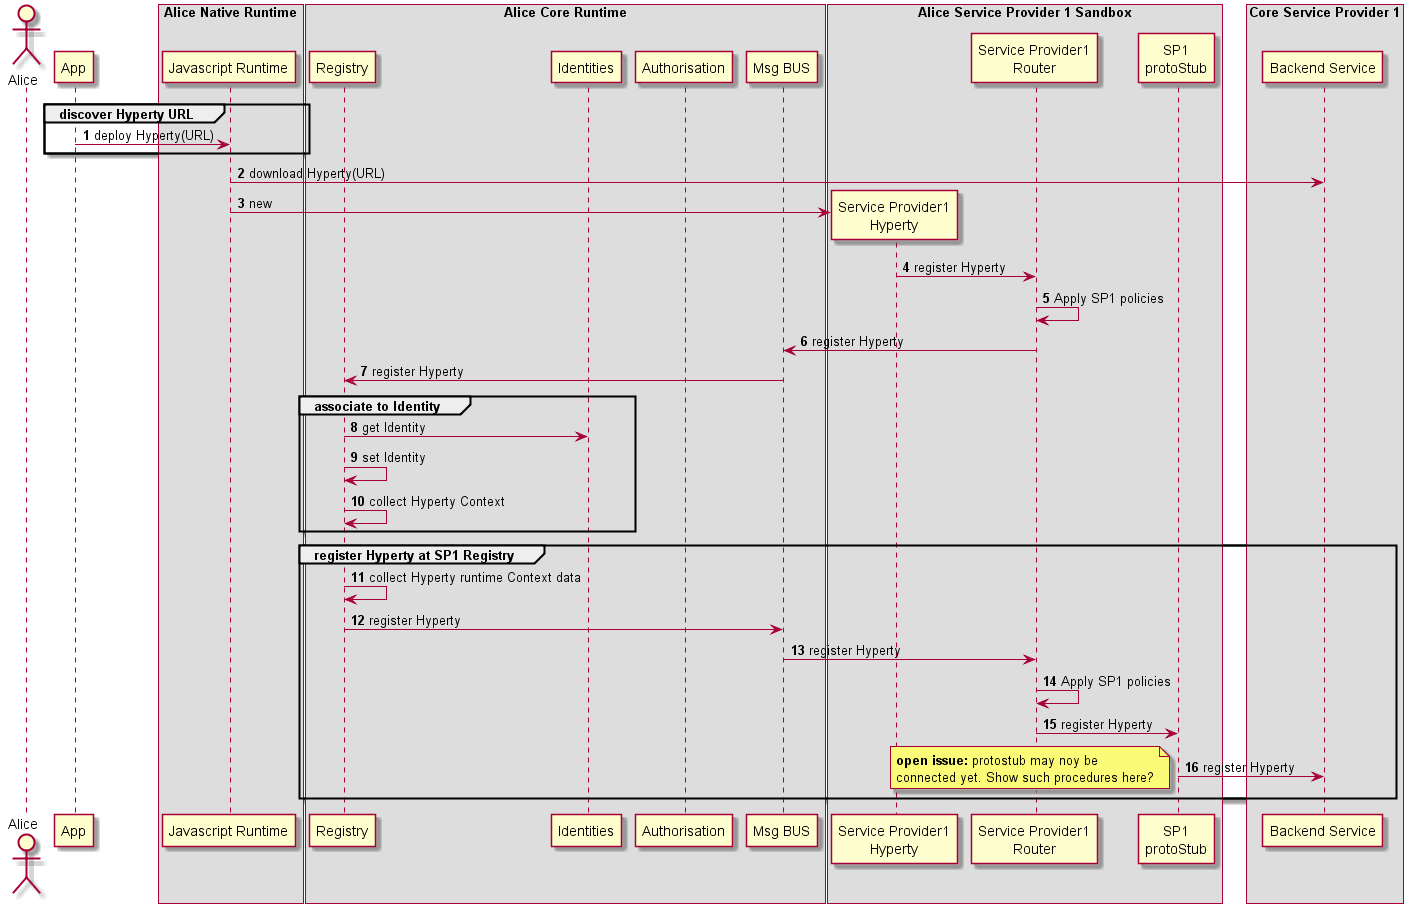 Alice Native Runtime
Alice Core Runtime
Alice Service Provider 1 Sandbox
Core Service Provider 1
Alice
App
Javascript Runtime
Registry
Identities
Authorisation
Msg BUS
Service Provider1
Router
SP1
protoStub
Backend Service
discover Hyperty URL
1 deploy Hyperty(URL)
2 download Hyperty(URL)
3 new
Service Provider1
Hyperty
4 register Hyperty
5 Apply SP1 policies
6 register Hyperty
7 register Hyperty
associate to Identity
8 get Identity
9 set Identity
10 collect Hyperty Context
register Hyperty at SP1 Registry
11 collect Hyperty runtime Context data
12 register Hyperty
13 register Hyperty
14 Apply SP1 policies
15 register Hyperty
open issue: protostub may noy be
connected yet. Show such procedures here?
16 register Hyperty
Alice
App
Javascript Runtime
Registry
Identities
Authorisation
Msg BUS
Service Provider1
Hyperty
Service Provider1
Router
SP1
protoStub
Backend Service